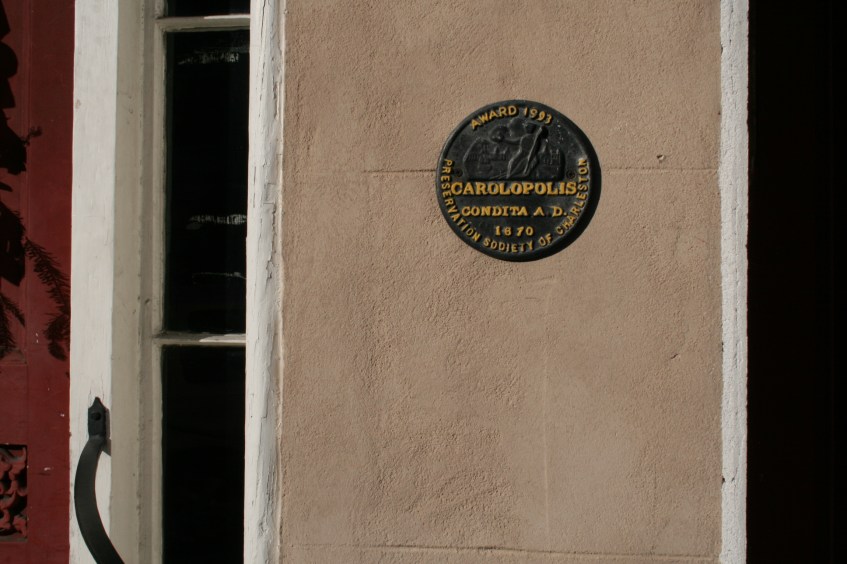 AWARD 1993
CAROLOPOLIS
CONDITA A.D.
1670
PRESERVATION SOCIETY OF CHARLESTON